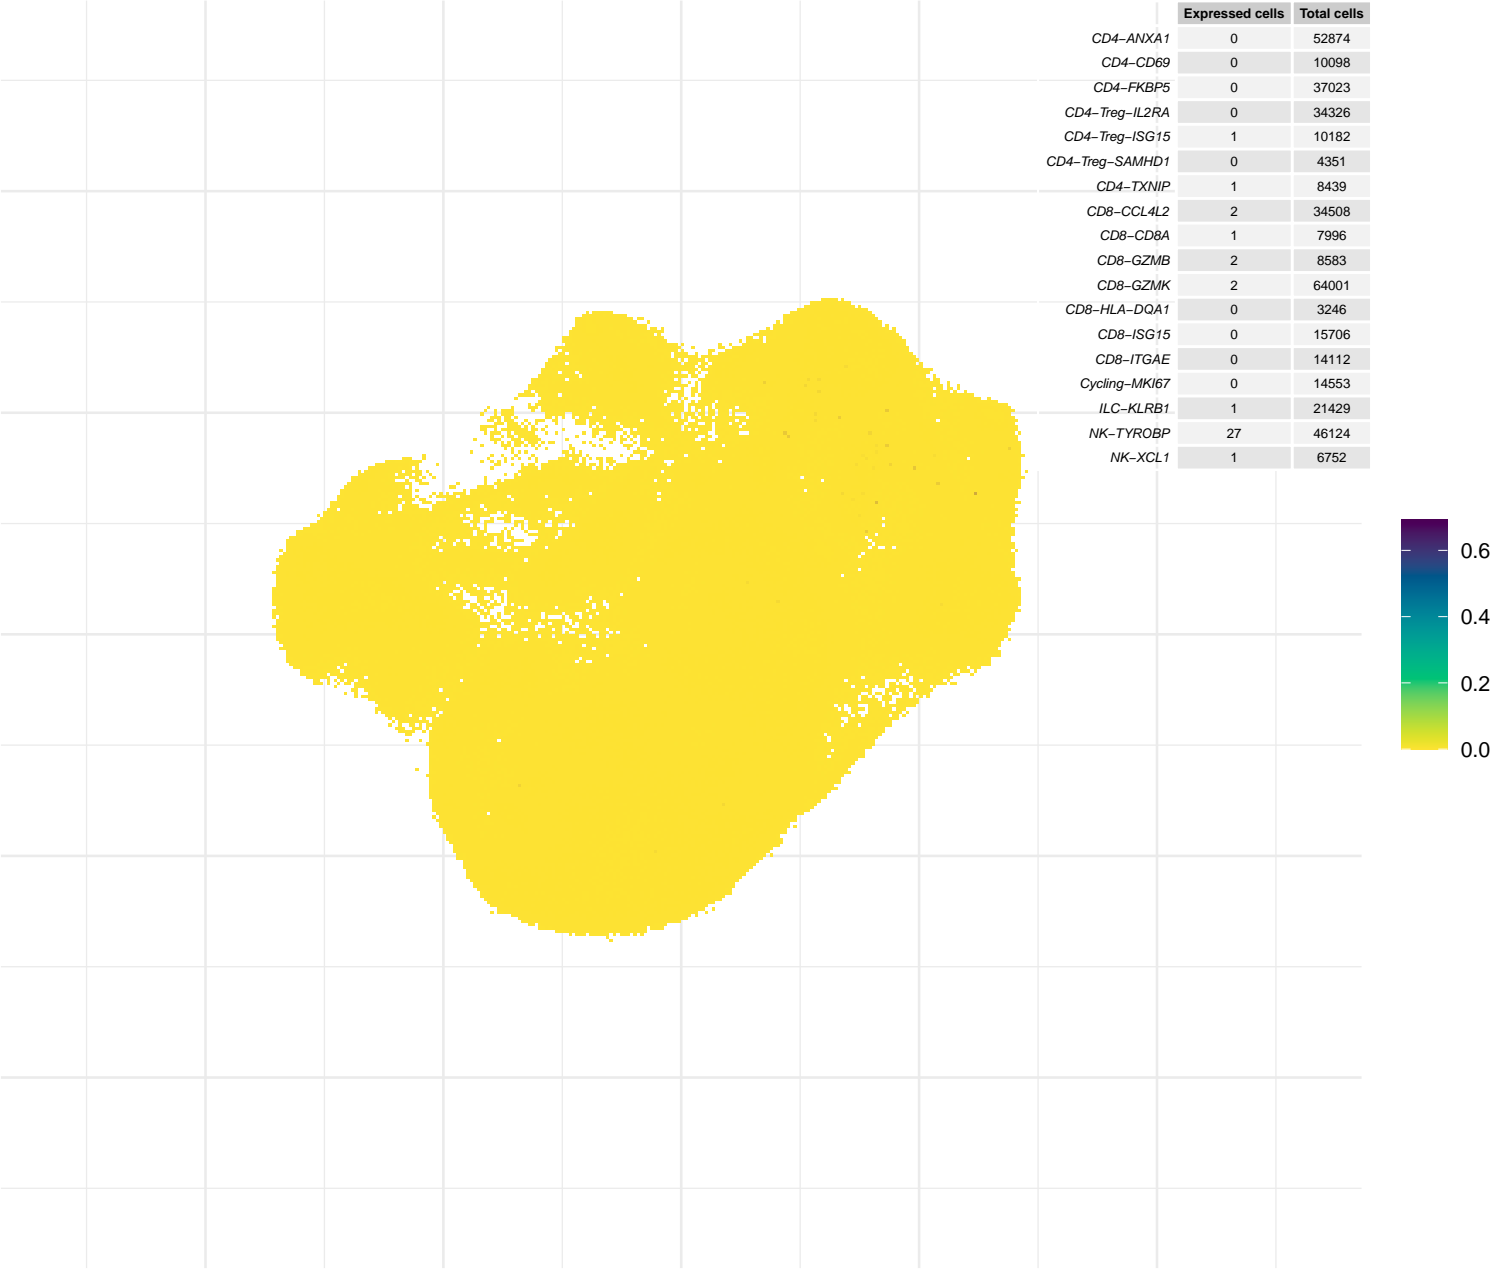 Expressed cells Total cells
CD4−ANXA1 0 52874
CD4−CD69 0 10098
CD4−FKBP5 0 37023
CD4−Treg−IL2RA 0 34326
CD4−Treg−ISG15 1 10182
CD4−Treg−SAMHD1 0 4351
CD4−TXNIP 1 8439
CD8−CCL4L2 2 34508
CD8−CD8A 1 7996
CD8−GZMB 2 8583
CD8−GZMK 2 64001
CD8−HLA−DQA1 0 3246
CD8−ISG15 0 15706
CD8−ITGAE 0 14112
Cycling−MKI67 0 14553
ILC−KLRB1 1 21429
NK−TYROBP 27 46124
NK−XCL1 1 6752
0.6
0.4
0.2
0.0